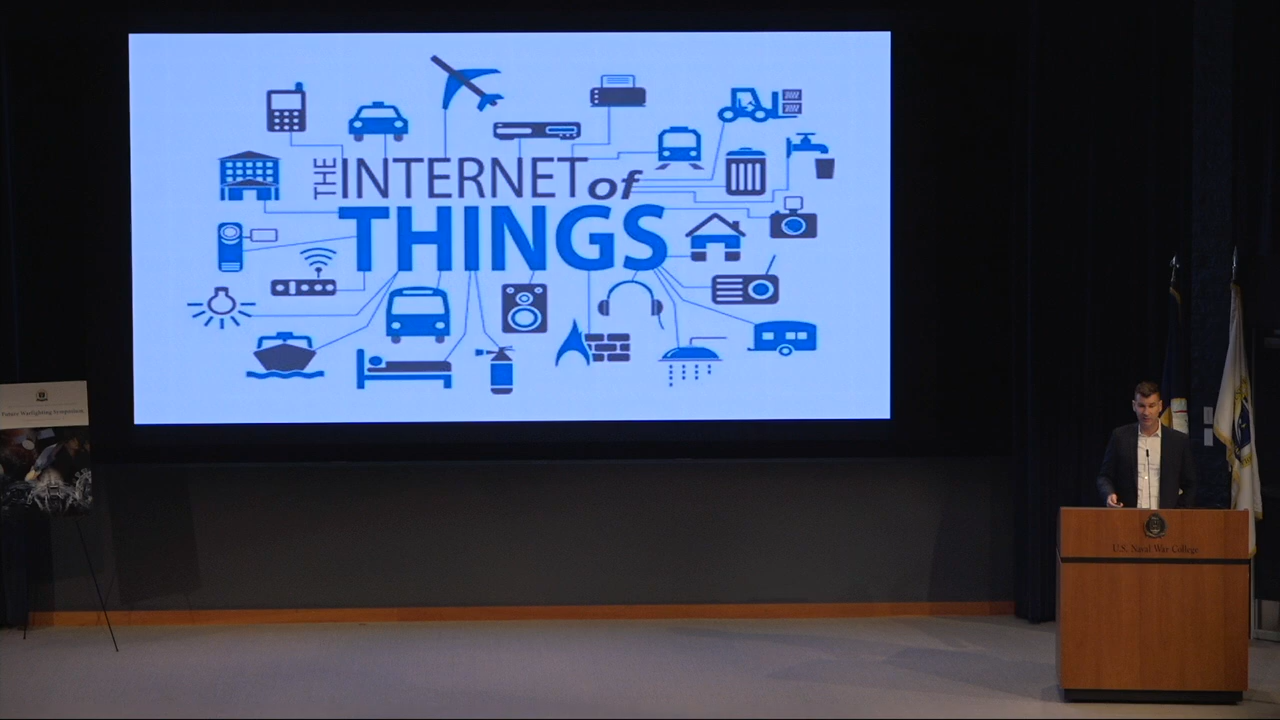 THE
INTERNET of
THINGS
Future Warfighting Symposium
U.S. Naval War College